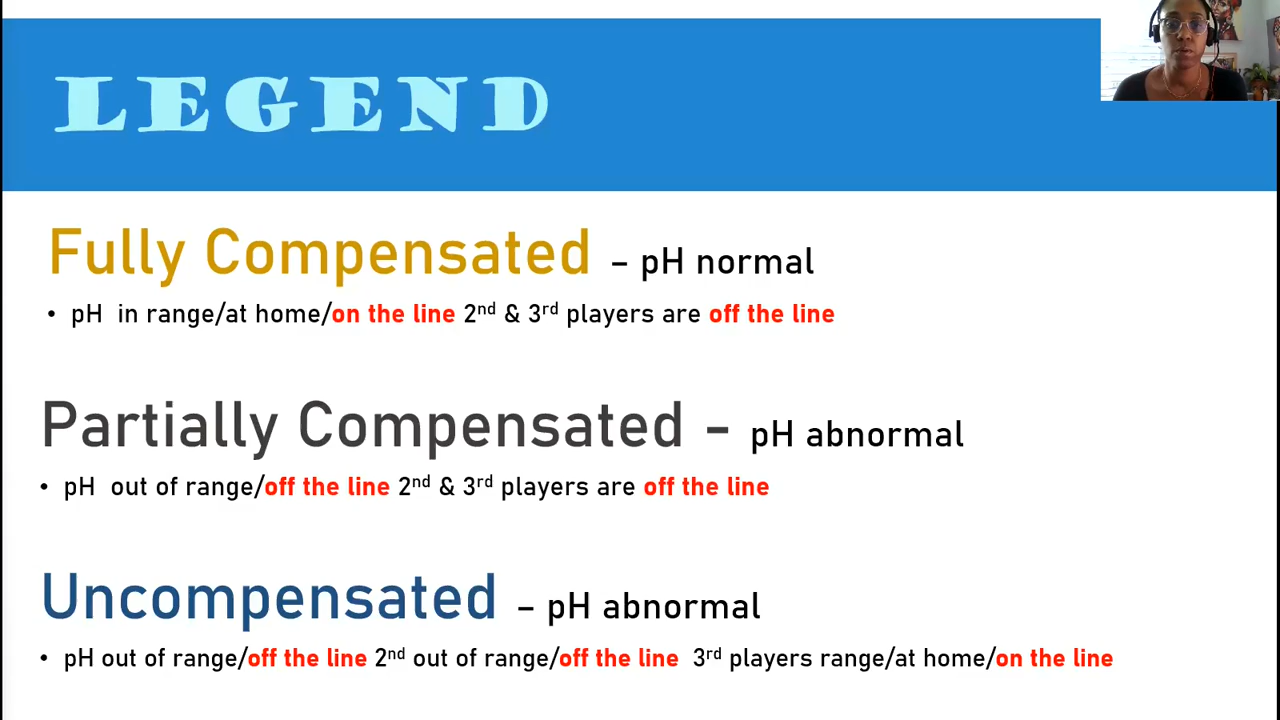 LEGEND
Fully Compensated – pH normal
• pH in range/at home/on the line 2nd & 3rd players are off the line
Partially Compensated – pH abnormal
• pH out of range/off the line 2nd & 3rd players are off the line
Uncompensated – pH abnormal
• pH out of range/off the line 2nd out of range/off the line 3rd players range/at home/on the line